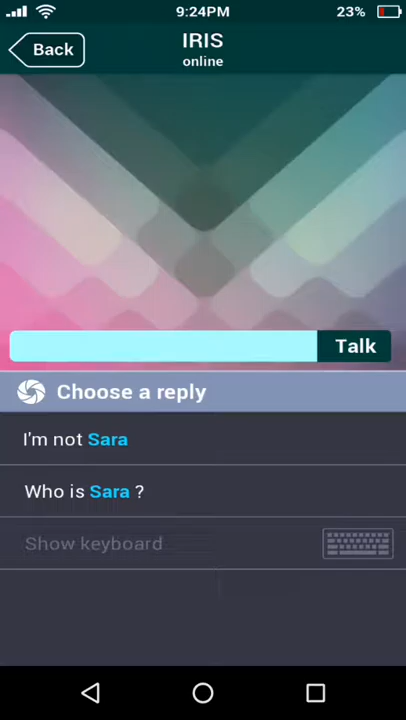 9:24PM 23%
Back
IRIS
online
Talk
Choose a reply
I'm not Sara
Who is Sara ?
Show keyboard